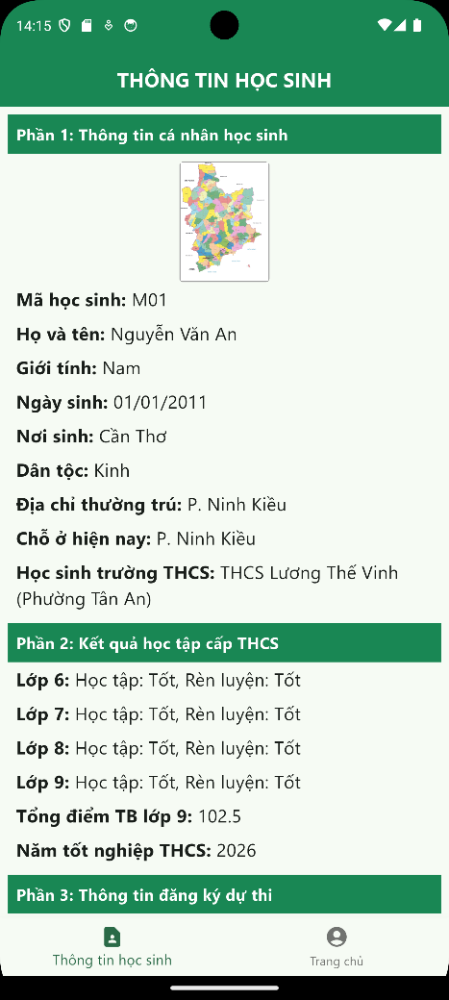 14:15
THÔNG TIN HỌC SINH
Phần 1: Thông tin cá nhân học sinh
Mã học sinh: M01
Họ và tên: Nguyễn Văn An
Giới tính: Nam
Ngày sinh: 01/01/2011
Nơi sinh: Cần Thơ
Dân tộc: Kinh
Địa chỉ thường trú: P. Ninh Kiều
Chỗ ở hiện nay: P. Ninh Kiều
Học sinh trường THCS: THCS Lương Thế Vinh
(Phường Tân An)
Phần 2: Kết quả học tập cấp THCS
Lớp 6: Học tập: Tốt, Rèn luyện: Tốt
Lớp 7: Học tập: Tốt, Rèn luyện: Tốt
Lớp 8: Học tập: Tốt, Rèn luyện: Tốt
Lớp 9: Học tập: Tốt, Rèn luyện: Tốt
Tổng điểm TB lớp 9: 102.5
Năm tốt nghiệp THCS: 2026
Phần 3: Thông tin đăng ký dự thi
Thông tin học sinh
Trang chủ